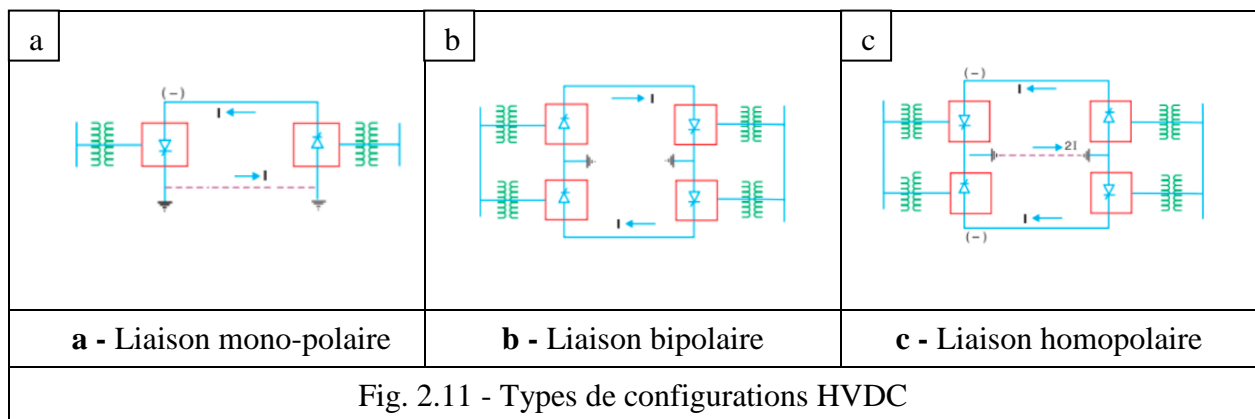 a
(-)
I
I
b
I
I
c
(-)
I
2I
I
(-)
a - Liaison mono-polaire
b - Liaison bipolaire
c - Liaison homopolaire
Fig. 2.11 - Types de configurations HVDC